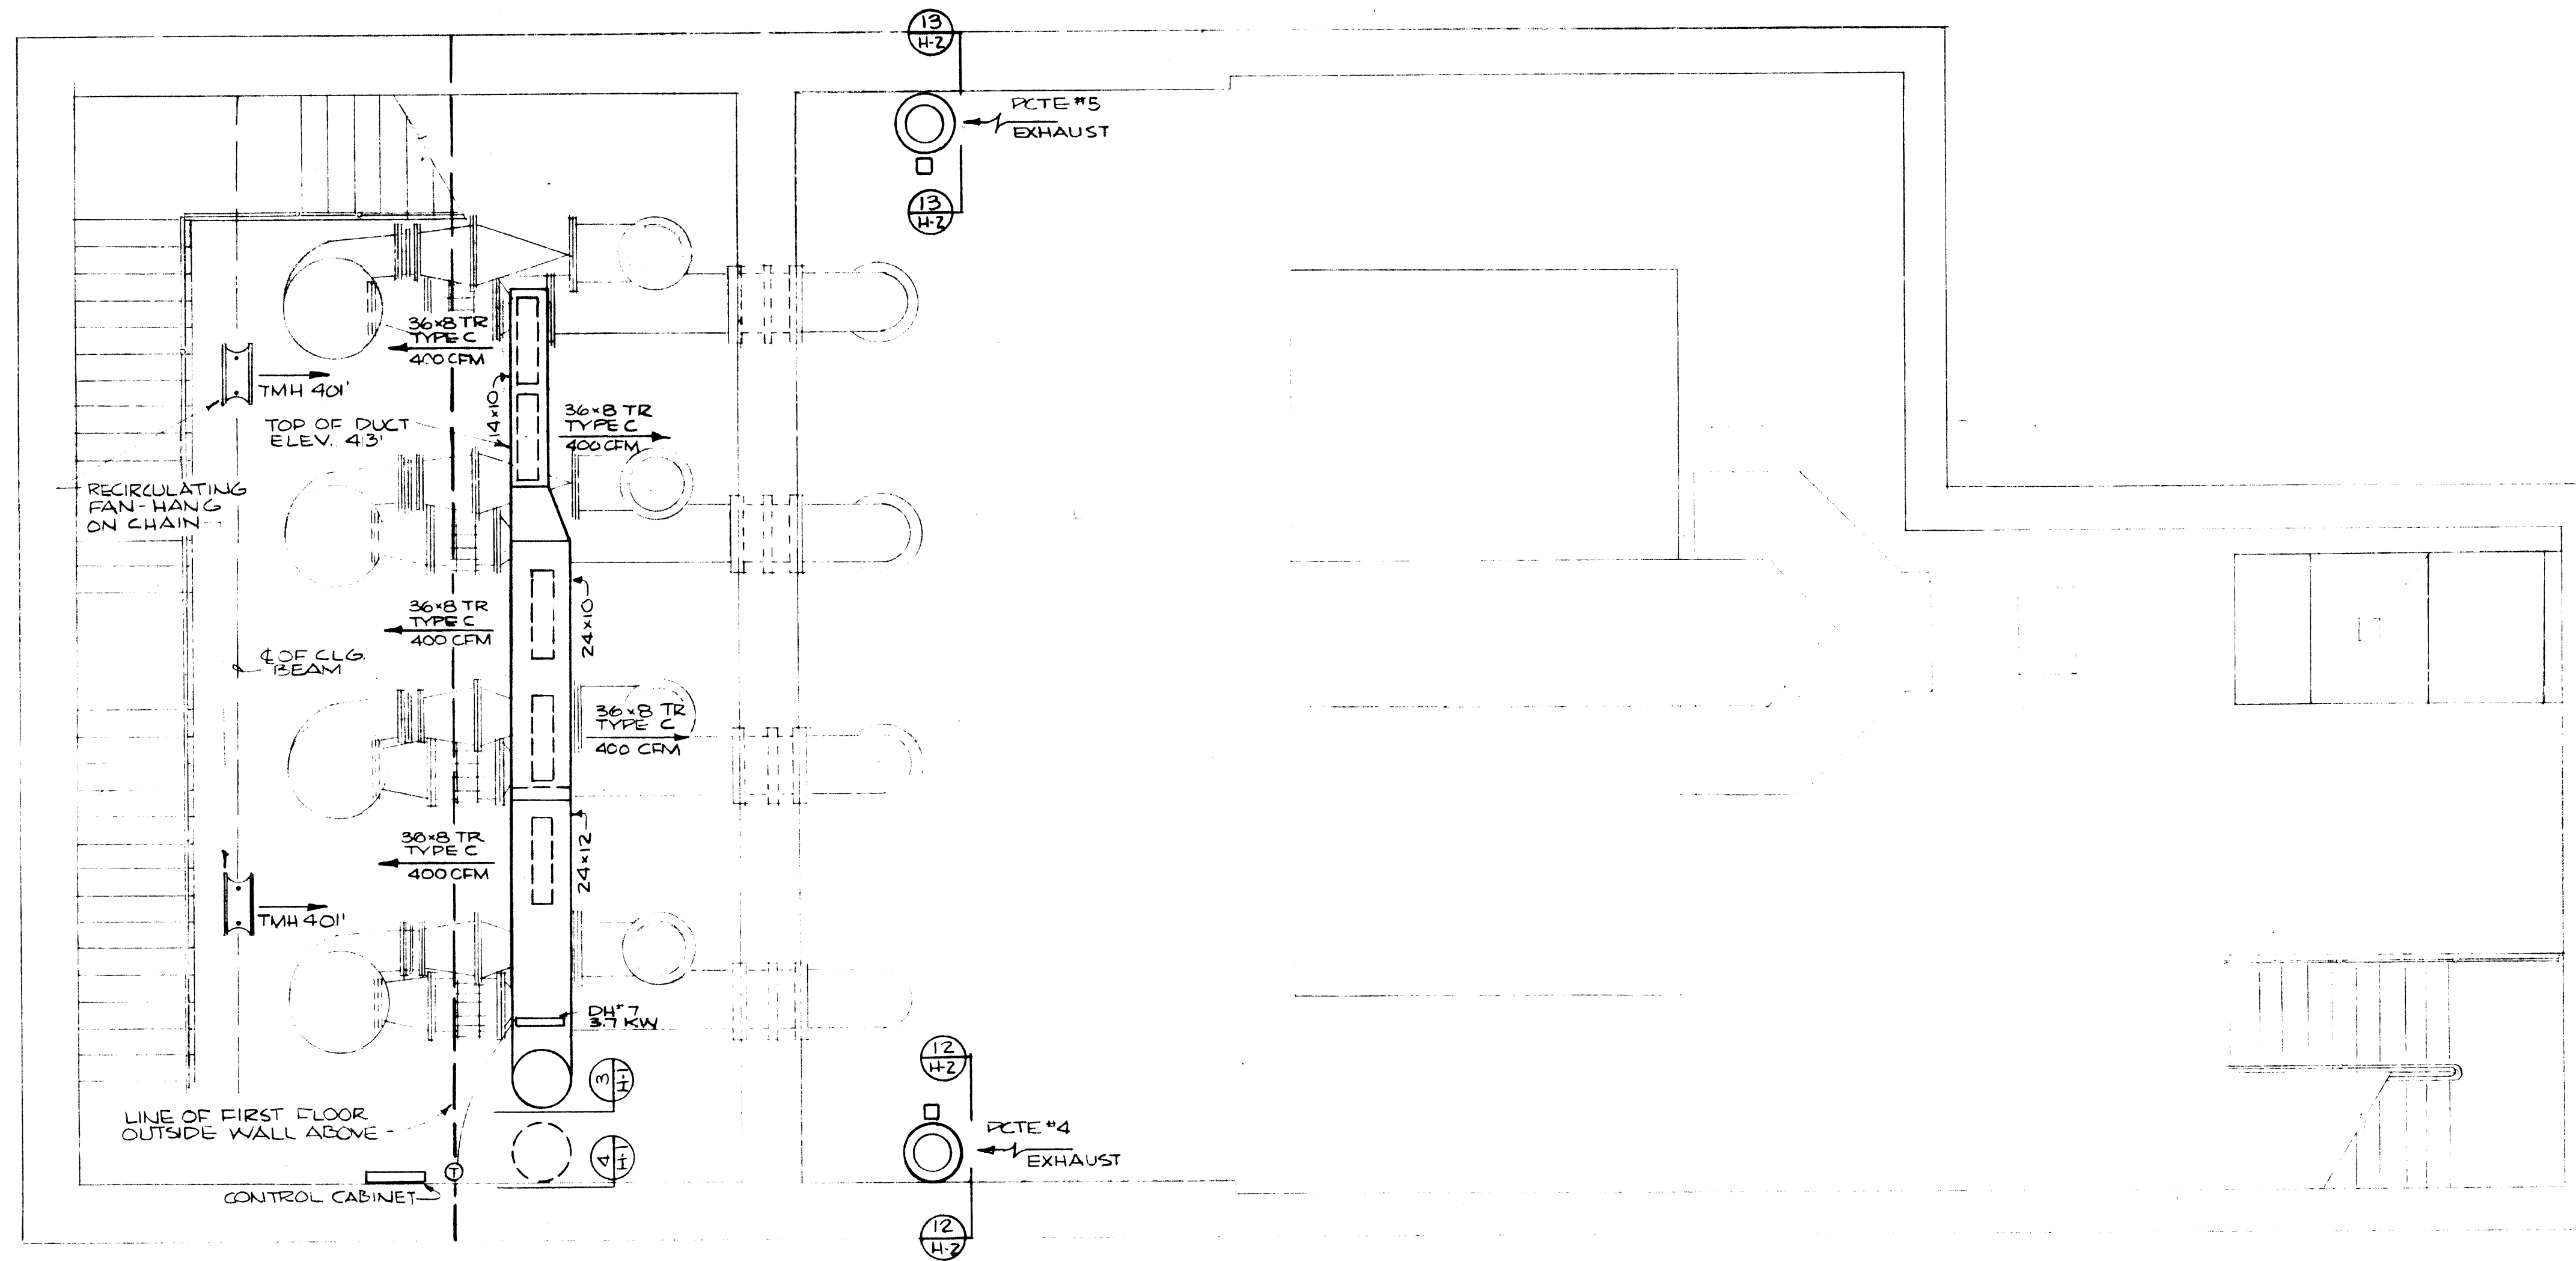 13
H-2
PCTE #5
EXHAUST
13
H-2
36×8 TR
TYPE C
400 CFM
TMH 401'
14×10
TOP OF DUCT
ELEV. 413'
36×8 TR
TYPE C
400 CFM
RECIRCULATING
FAN-HANG
ON CHAIN
36×8 TR
TYPE C
400 CFM
24×10
℄ OF CLG.
BEAM
36×8 TR
TYPE C
400 CFM
36×8 TR
TYPE C
400 CFM
24×12
TMH 401'
DH#7
3.7 KW
3
H-1
12
H-2
LINE OF FIRST FLOOR
OUTSIDE WALL ABOVE
PCTE #4
EXHAUST
4
H-1
T
CONTROL CABINET
12
H-2